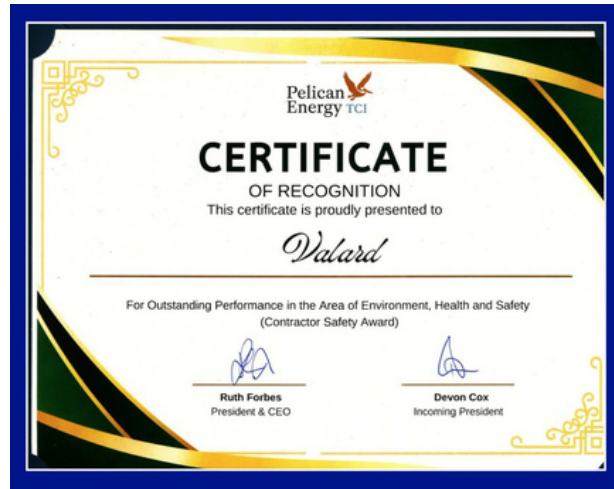 Pelican
Energy TCI
CERTIFICATE
OF RECOGNITION
This certificate is proudly presented to
Valard
For Outstanding Performance in the Area of Environment, Health and Safety
(Contractor Safety Award)
Ruth Forbes
President & CEO
Devon Cox
Incoming President